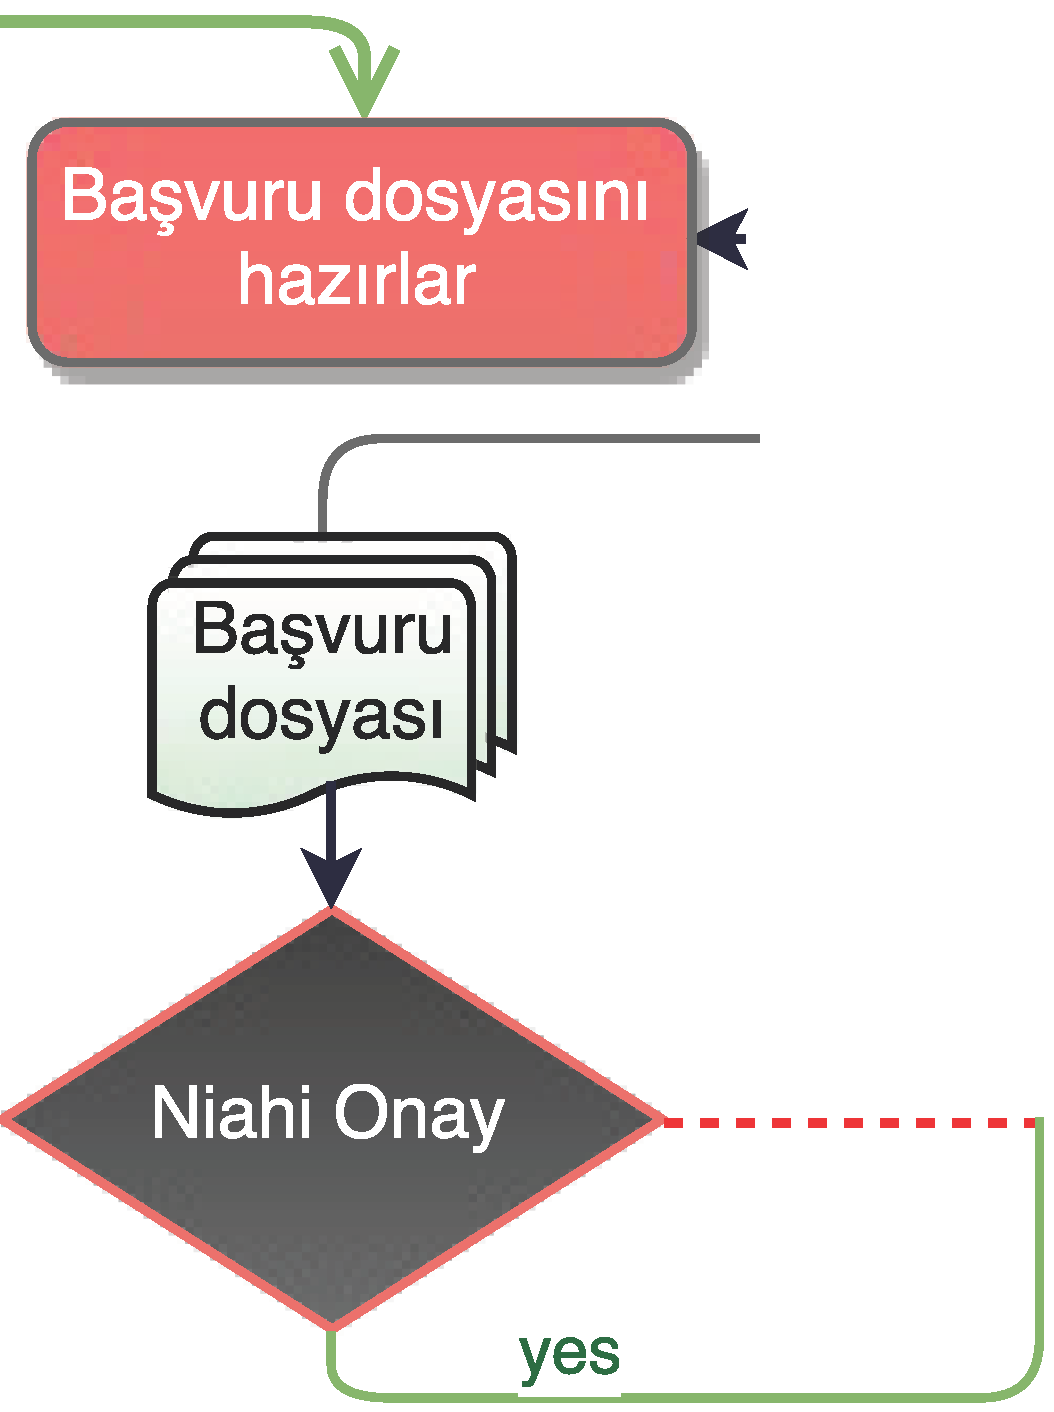 Başvuru dosyasını
hazırlar
Başvuru
dosyası
Niahi Onay
yes